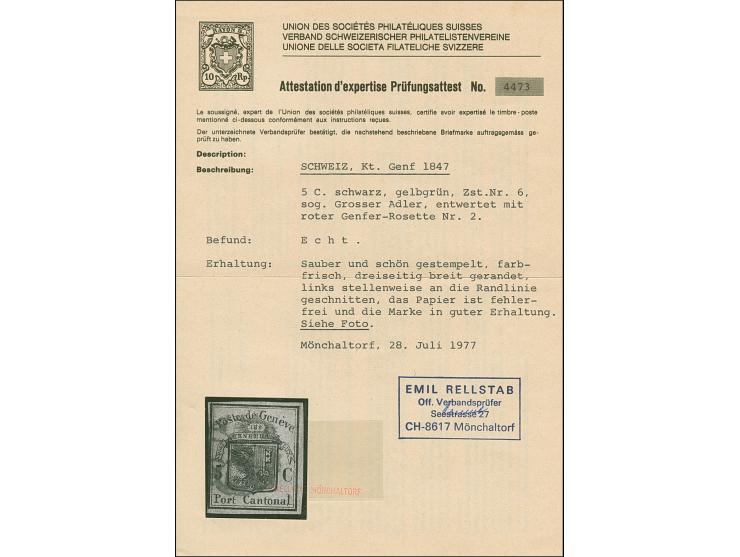 RAYON II.
10 Rp.
UNION DES SOCIÉTÉS PHILATÉLIQUES SUISSES
VERBAND SCHWEIZERISCHER PHILATELISTENVEREINE
UNIONE DELLE SOCIETA FILATELICHE SVIZZERE
Attestation d'expertise Prüfungsattest No. 4473
Le soussigné, expert de l'Union des sociétés philatéliques suisses, certifie avoir expertisé le timbre-poste
mentionné ci-dessous conformément aux instructions reçues.
Der unterzeichnete Verbandsprüfer bestätigt, die nachstehend beschriebene Briefmarke auftragsgemäss ge-
prüft zu haben.
Description:
Beschreibung:
SCHWEIZ, Kt. Genf 1847
5 C. schwarz, gelbgrün, Zst.Nr. 6,
sog. Grosser Adler, entwertet mit
roter Genfer-Rosette Nr. 2.
Befund: E c h t .
Erhaltung: Sauber und schön gestempelt, farb-
frisch, dreiseitig breit gerandet,
links stellenweise an die Randlinie
geschnitten, das Papier ist fehler-
frei und die Marke in guter Erhaltung.
Siehe Foto.
Mönchaltorf, 28. Juli 1977
EMIL RELLSTAB
Off. Verbandsprüfer
Seestrasse 27
CH-8617 Mönchaltorf
Poste de Genève
5 C
Port Cantonal
MÖNCHALTORF